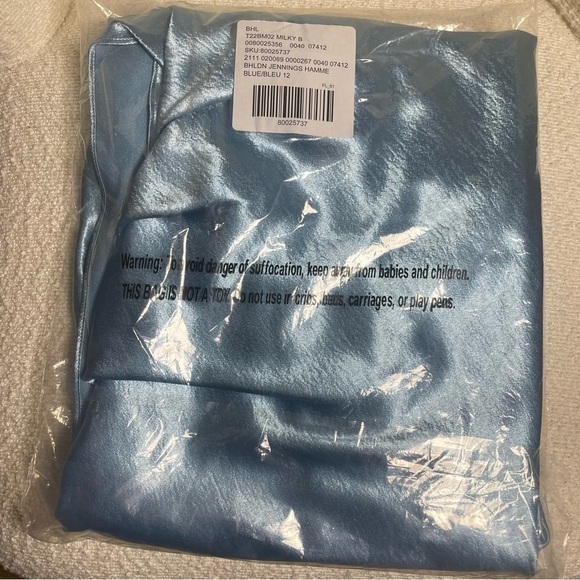 BHL
T22BM02 MILKY B
0080025356 0040 07412
SKU:80025737
2111 020089 0000267 0040 07412
BHLDN JENNINGS HAMME
BLUE/BLEU 12
FL_81
80025737
Warning: To avoid danger of suffocation, keep away from babies and children.
THIS BAG IS NOT A TOY. Do not use in cribs, beds, carriages, or play pens.